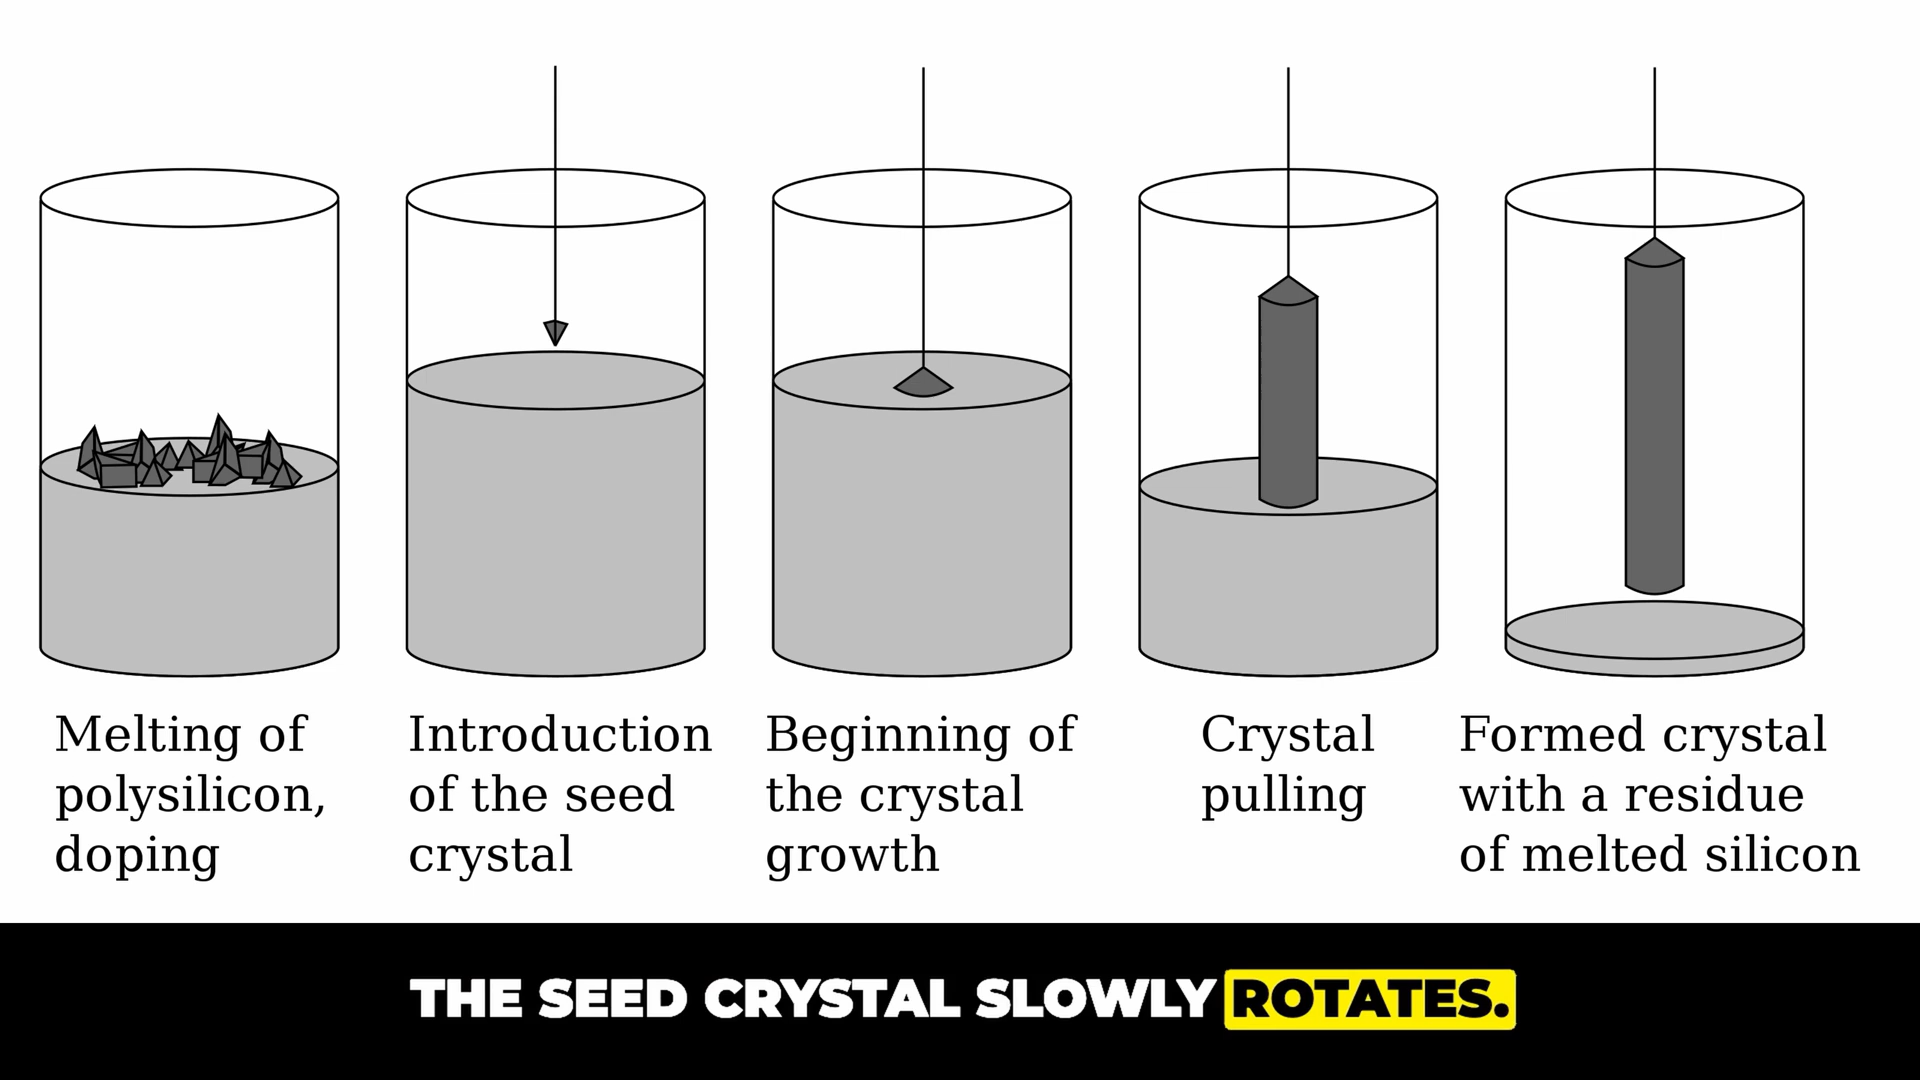 Melting of
polysilicon,
doping
Introduction
of the seed
crystal
Beginning of
the crystal
growth
Crystal
pulling
Formed crystal
with a residue
of melted silicon
THE SEED CRYSTAL SLOWLY ROTATES.